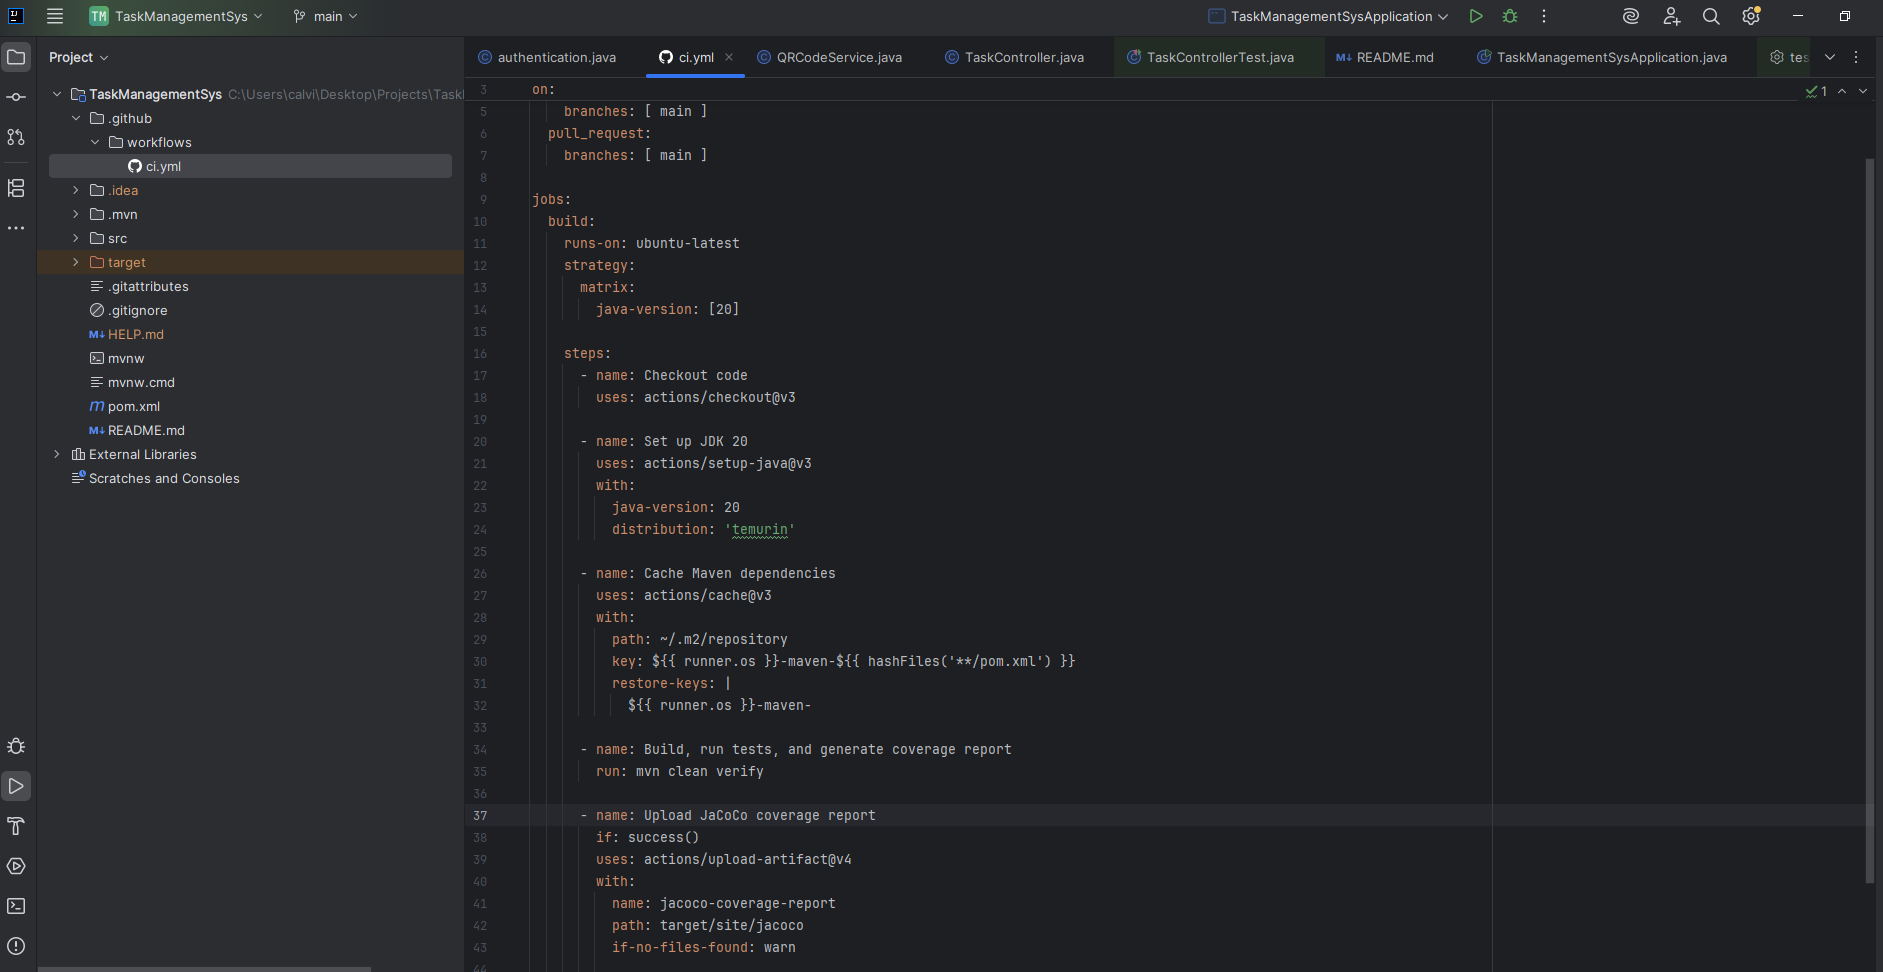 TM TaskManagementSys main TaskManagementSysApplication
Project
authentication.java ci.yml QRCodeService.java TaskController.java TaskControllerTest.java M↓ README.md TaskManagementSysApplication.java tes
TaskManagementSys C:\Users\calvi\Desktop\Projects\Task
.github
workflows
ci.yml
.idea
.mvn
src
target
.gitattributes
.gitignore
M↓ HELP.md
mvnw
mvnw.cmd
m pom.xml
M↓ README.md
External Libraries
Scratches and Consoles
1
3 on:
5 branches: [ main ]
6 pull_request:
7 branches: [ main ]
8
9 jobs:
10 build:
11 runs-on: ubuntu-latest
12 strategy:
13 matrix:
14 java-version: [20]
15
16 steps:
17 - name: Checkout code
18 uses: actions/checkout@v3
19
20 - name: Set up JDK 20
21 uses: actions/setup-java@v3
22 with:
23 java-version: 20
24 distribution: 'temurin'
25
26 - name: Cache Maven dependencies
27 uses: actions/cache@v3
28 with:
29 path: ~/.m2/repository
30 key: ${{ runner.os }}-maven-${{ hashFiles('**/pom.xml') }}
31 restore-keys: |
32 ${{ runner.os }}-maven-
33
34 - name: Build, run tests, and generate coverage report
35 run: mvn clean verify
36
37 - name: Upload JaCoCo coverage report
38 if: success()
39 uses: actions/upload-artifact@v4
40 with:
41 name: jacoco-coverage-report
42 path: target/site/jacoco
43 if-no-files-found: warn
44